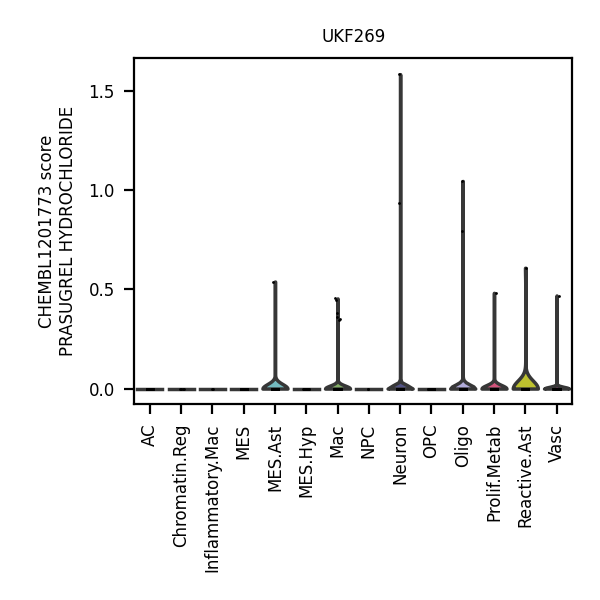 UKF269
CHEMBL1201773 score
PRASUGREL HYDROCHLORIDE
1.5
1.0
0.5
0.0
AC
Chromatin.Reg
Inflammatory.Mac
MES
MES.Ast
MES.Hyp
Mac
NPC
Neuron
OPC
Oligo
Prolif.Metab
Reactive.Ast
Vasc